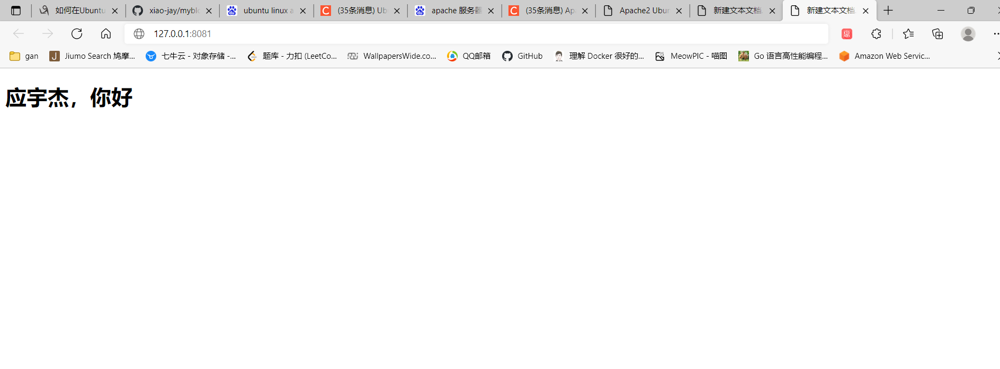 如何在Ubuntu xiao-jay/myblo ubuntu linux a (35条消息) Ub apache 服务器 (35条消息) Ap Apache2 Ubun 新建文本文档 新建文本文档
127.0.0.1:8081 惠
gan J Jiumo Search 鸠摩... 七牛云 - 对象存储 -... 题库 - 力扣 (LeetCo... WallpapersWide.co... QQ邮箱 GitHub 理解 Docker 很好的... MeowPIC - 喵图 Go 语言高性能编程... Amazon Web Servic...
应宇杰，你好